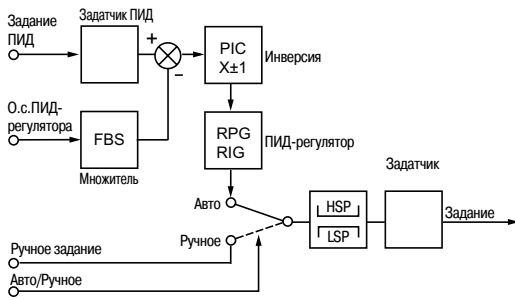 Задание
ПИД
Задатчик ПИД
+
−
PIC
X±1
Инверсия
О.с.ПИД-
регулятора
FBS
Множитель
RPG
RIG
ПИД-регулятор
Авто
Ручное
HSP
LSP
Задатчик
Задание
Ручное задание
Авто/Ручное